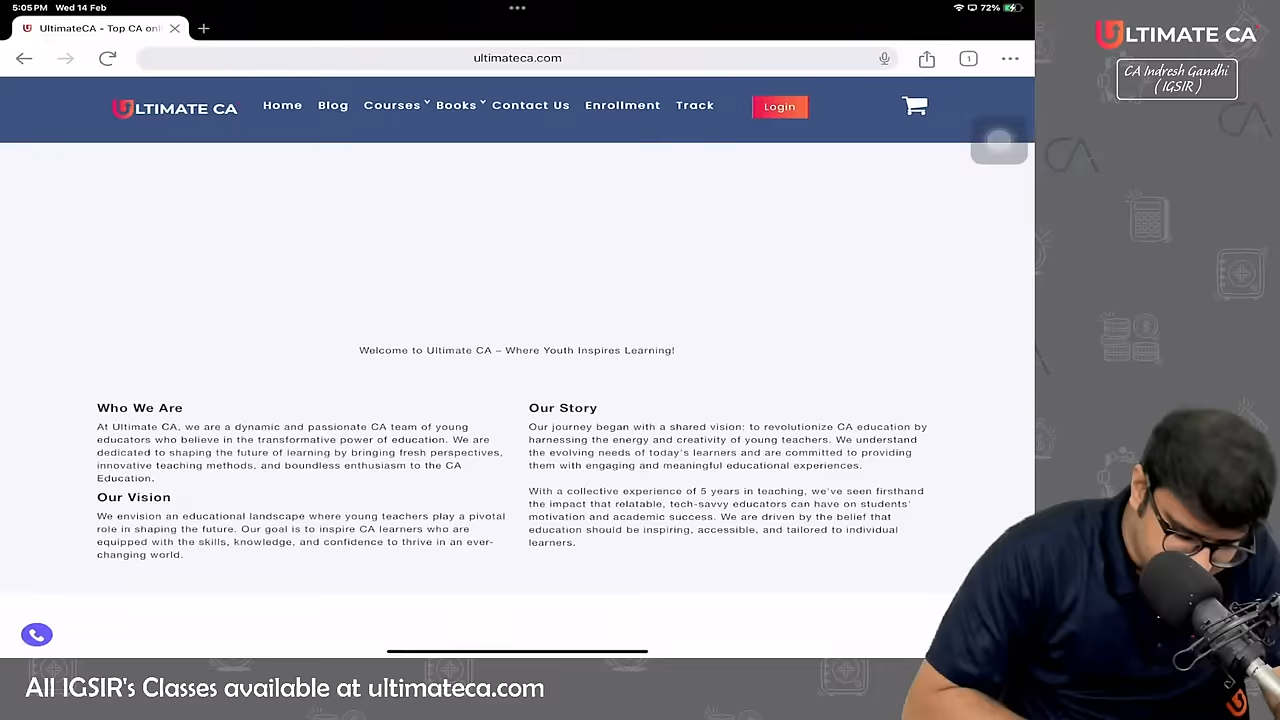 5:05 PM Wed 14 Feb
72%
UltimateCA - Top CA onl
ultimateca.com
1
ULTIMATE CA
Home Blog Courses Books Contact Us Enrollment Track
Login
Welcome to Ultimate CA – Where Youth Inspires Learning!
Who We Are
At Ultimate CA, we are a dynamic and passionate CA team of young
educators who believe in the transformative power of education. We are
dedicated to shaping the future of learning by bringing fresh perspectives,
innovative teaching methods, and boundless enthusiasm to the CA
Education.
Our Vision
We envision an educational landscape where young teachers play a pivotal
role in shaping the future. Our goal is to inspire CA learners who are
equipped with the skills, knowledge, and confidence to thrive in an ever-
changing world.
Our Story
Our journey began with a shared vision: to revolutionize CA education by
harnessing the energy and creativity of young teachers. We understand
the evolving needs of today's learners and are committed to providing
them with engaging and meaningful educational experiences.
With a collective experience of 5 years in teaching, we've seen firsthand
the impact that relatable, tech-savvy educators can have on students'
motivation and academic success. We are driven by the belief that
education should be inspiring, accessible, and tailored to individual
learners.
ULTIMATE CA
CA Indresh Gandhi
( IGSIR )
CA
CA
All IGSIR's Classes available at ultimateca.com